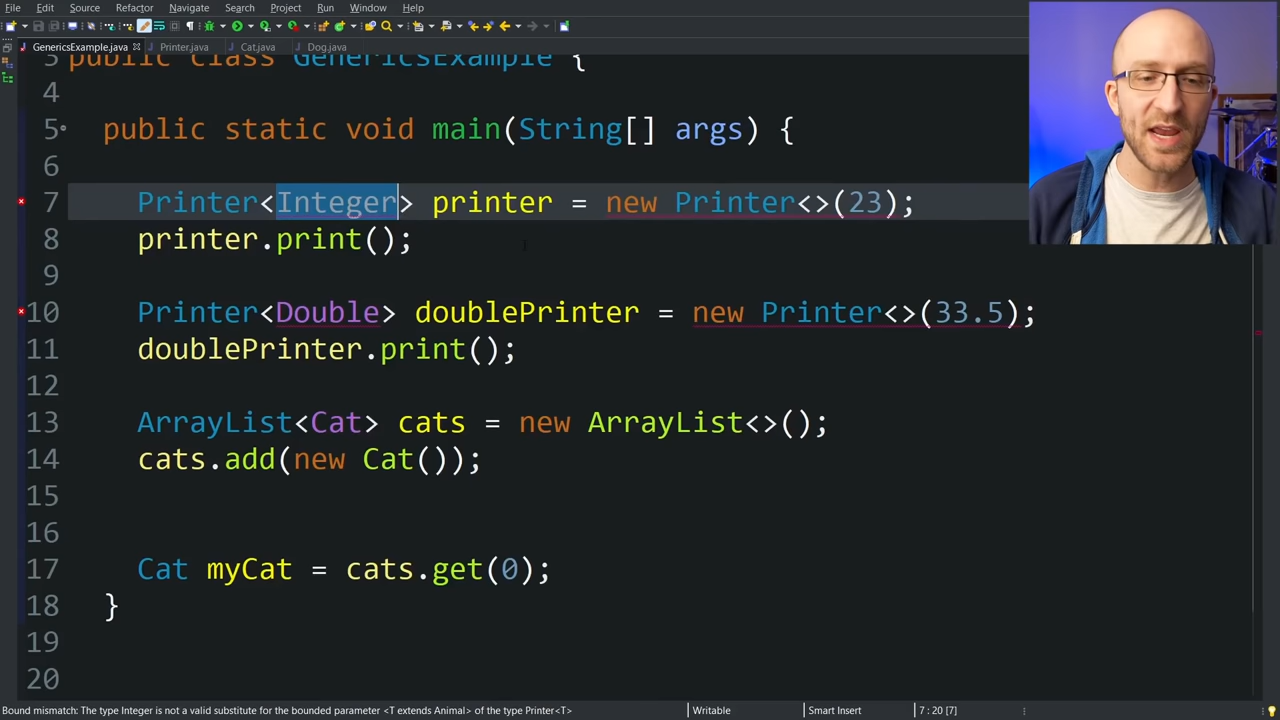 File Edit Source Refactor Navigate Search Project Run Window Help
GenericsExample.java Printer.java Cat.java Dog.java
3 public class GenericsExample {
4
5 public static void main(String[] args) {
6
7 Printer<Integer> printer = new Printer<>(23);
8 printer.print();
9
10 Printer<Double> doublePrinter = new Printer<>(33.5);
11 doublePrinter.print();
12
13 ArrayList<Cat> cats = new ArrayList<>();
14 cats.add(new Cat());
15
16
17 Cat myCat = cats.get(0);
18 }
19
20
Bound mismatch: The type Integer is not a valid substitute for the bounded parameter <T extends Animal> of the type Printer<T> Writable Smart Insert 7 : 20 [7]